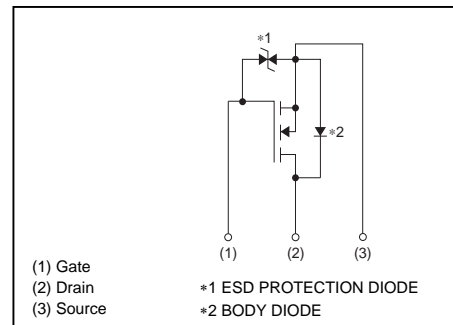 ∗1
∗2
(1) (2) (3)
(1) Gate
(2) Drain
(3) Source
∗1 ESD PROTECTION DIODE
∗2 BODY DIODE